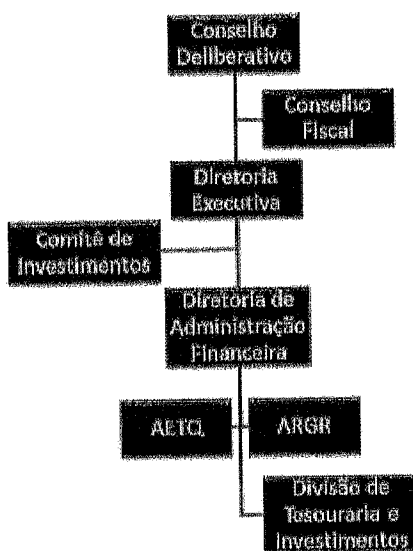 Conselho
Deliberativo
Conselho
Fiscal
Diretoria
Executiva
Comitê de
Investimentos
Diretoria de
Administração
Financeira
AETQ
ARGR
Divisão de
Tesouraria e
Investimentos